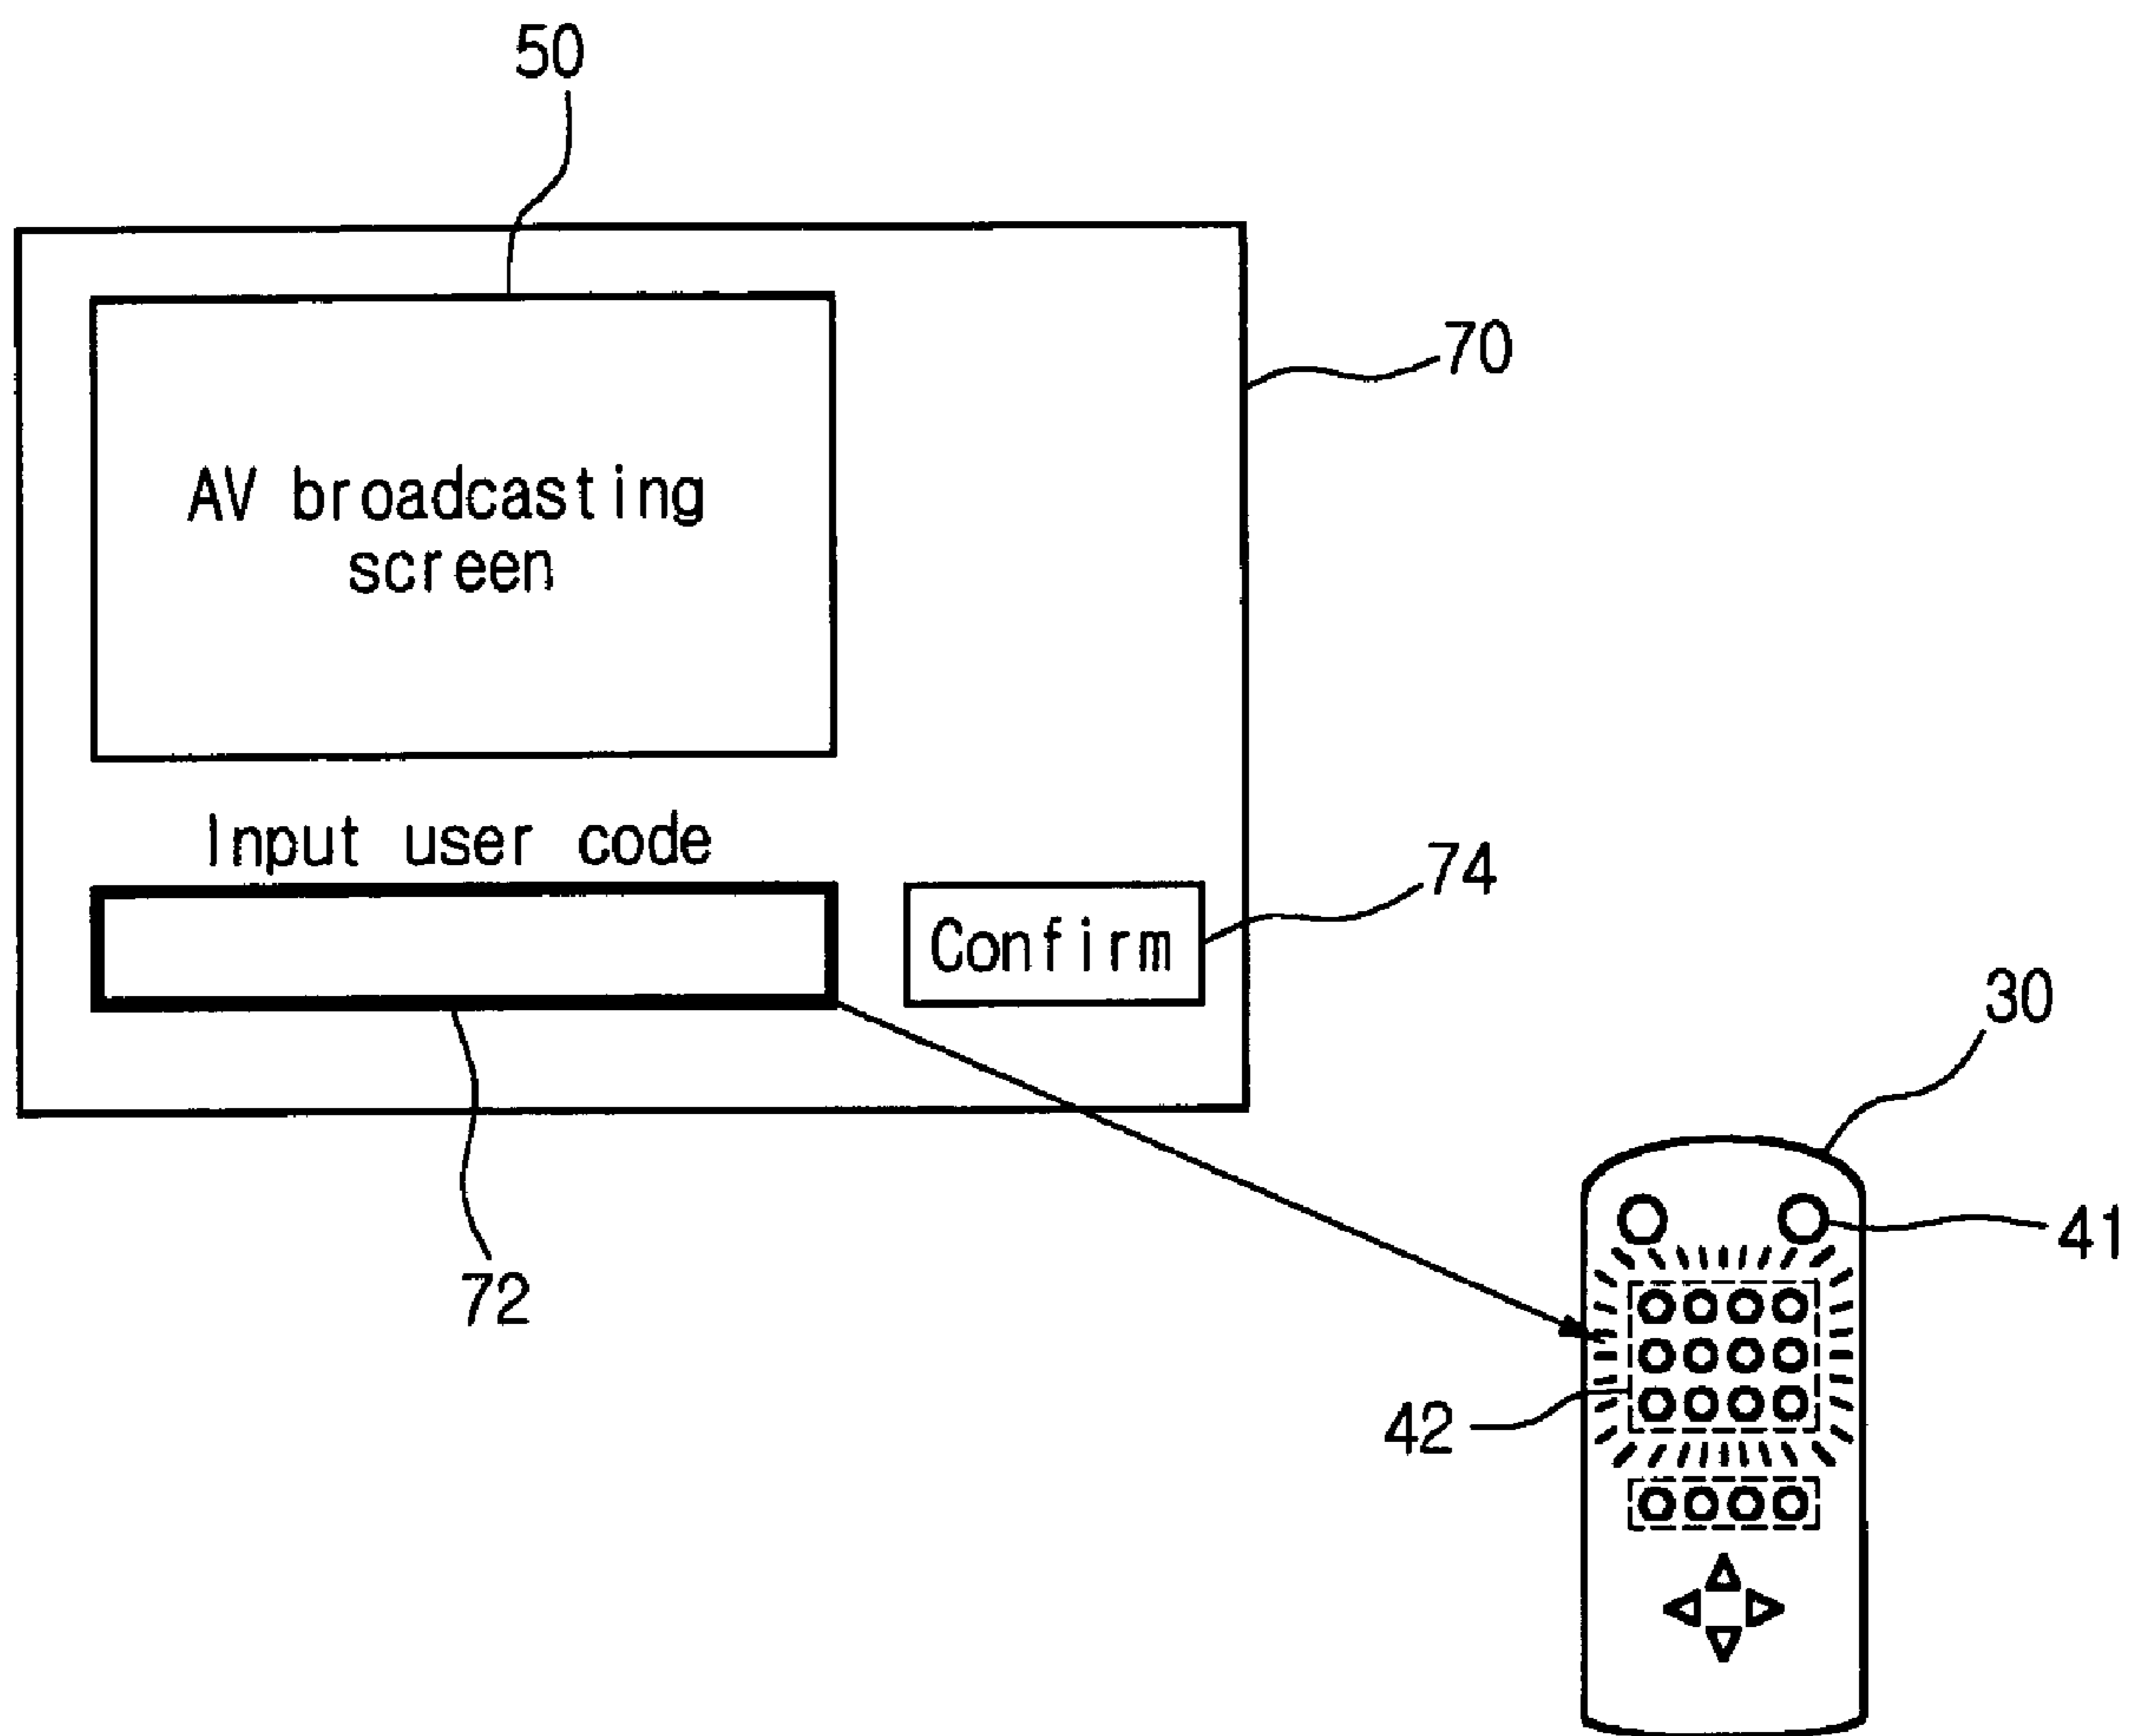 50
70
AV broadcasting
screen
Input user code
74
Confirm
30
41
72
42